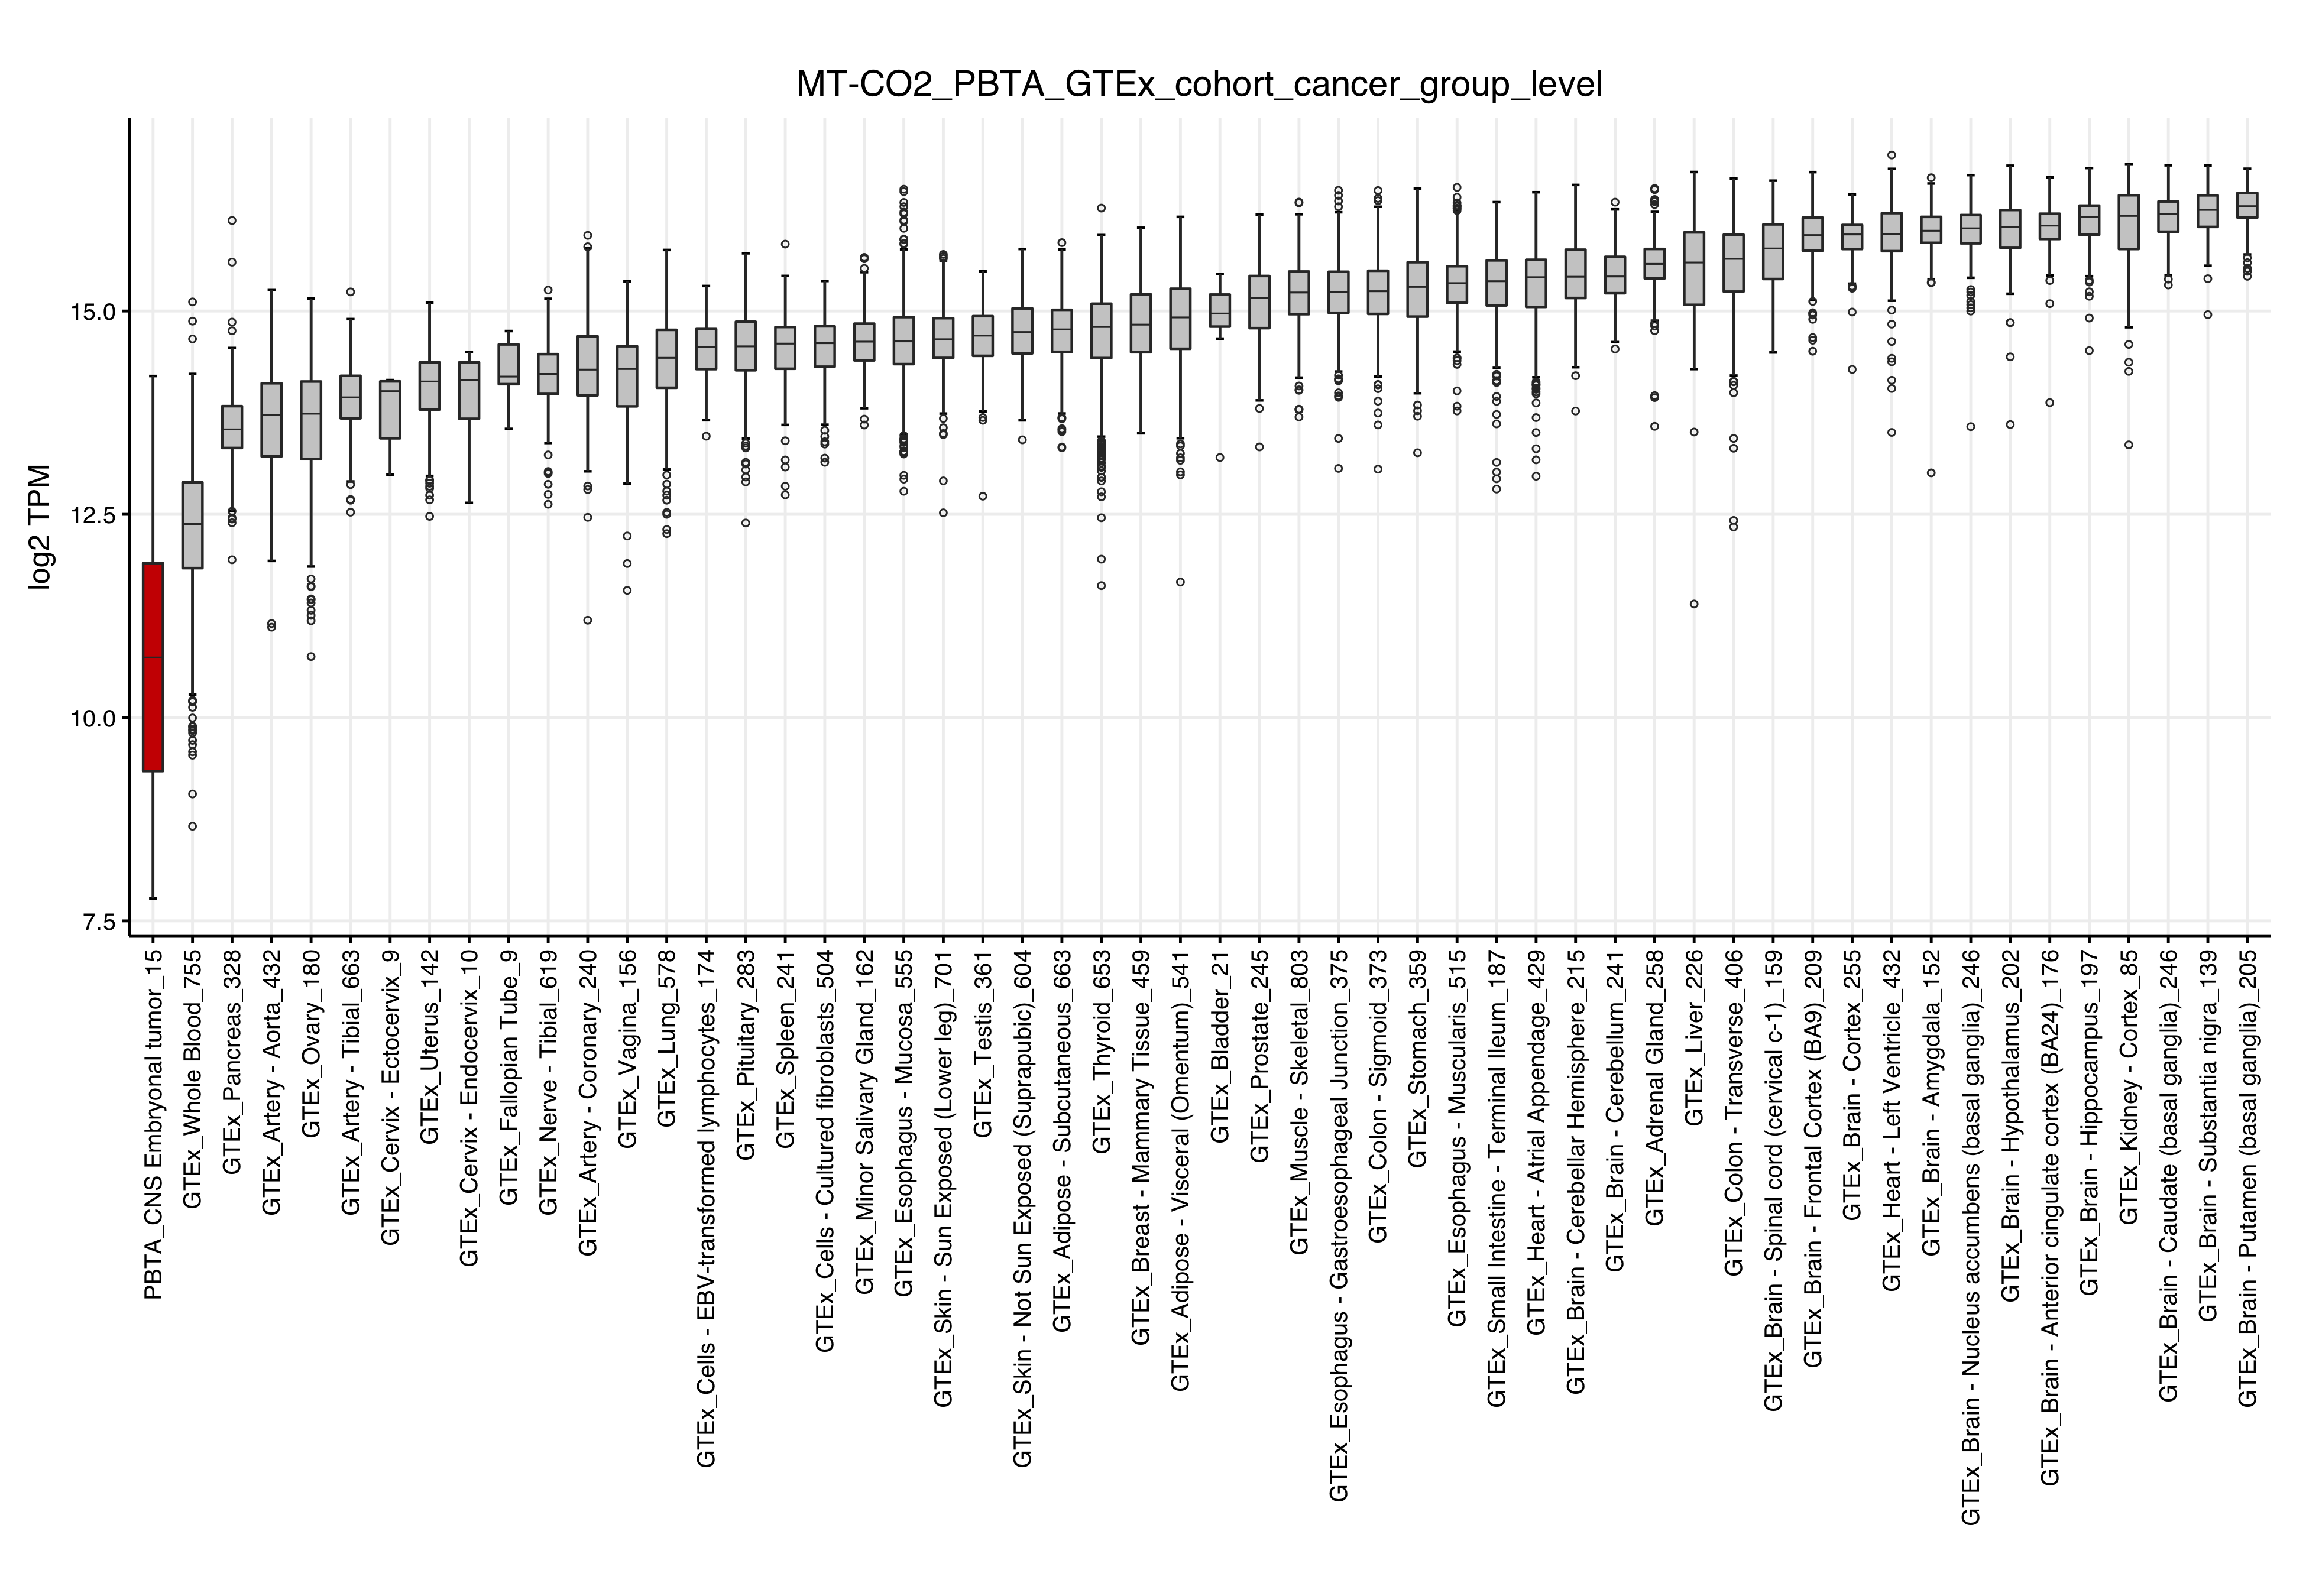 MT-CO2_PBTA_GTEx_cohort_cancer_group_level
log2 TPM
15.0
12.5
10.0
7.5
PBTA_CNS Embryonal tumor_15
GTEx_Whole Blood_755
GTEx_Pancreas_328
GTEx_Artery - Aorta_432
GTEx_Ovary_180
GTEx_Artery - Tibial_663
GTEx_Cervix - Ectocervix_9
GTEx_Uterus_142
GTEx_Cervix - Endocervix_10
GTEx_Fallopian Tube_9
GTEx_Nerve - Tibial_619
GTEx_Artery - Coronary_240
GTEx_Vagina_156
GTEx_Lung_578
GTEx_Cells - EBV-transformed lymphocytes_174
GTEx_Pituitary_283
GTEx_Spleen_241
GTEx_Cells - Cultured fibroblasts_504
GTEx_Minor Salivary Gland_162
GTEx_Esophagus - Mucosa_555
GTEx_Skin - Sun Exposed (Lower leg)_701
GTEx_Testis_361
GTEx_Skin - Not Sun Exposed (Suprapubic)_604
GTEx_Adipose - Subcutaneous_663
GTEx_Thyroid_653
GTEx_Breast - Mammary Tissue_459
GTEx_Adipose - Visceral (Omentum)_541
GTEx_Bladder_21
GTEx_Prostate_245
GTEx_Muscle - Skeletal_803
GTEx_Esophagus - Gastroesophageal Junction_375
GTEx_Colon - Sigmoid_373
GTEx_Stomach_359
GTEx_Esophagus - Muscularis_515
GTEx_Small Intestine - Terminal Ileum_187
GTEx_Heart - Atrial Appendage_429
GTEx_Brain - Cerebellar Hemisphere_215
GTEx_Brain - Cerebellum_241
GTEx_Adrenal Gland_258
GTEx_Liver_226
GTEx_Colon - Transverse_406
GTEx_Brain - Spinal cord (cervical c-1)_159
GTEx_Brain - Frontal Cortex (BA9)_209
GTEx_Brain - Cortex_255
GTEx_Heart - Left Ventricle_432
GTEx_Brain - Amygdala_152
GTEx_Brain - Nucleus accumbens (basal ganglia)_246
GTEx_Brain - Hypothalamus_202
GTEx_Brain - Anterior cingulate cortex (BA24)_176
GTEx_Brain - Hippocampus_197
GTEx_Kidney - Cortex_85
GTEx_Brain - Caudate (basal ganglia)_246
GTEx_Brain - Substantia nigra_139
GTEx_Brain - Putamen (basal ganglia)_205